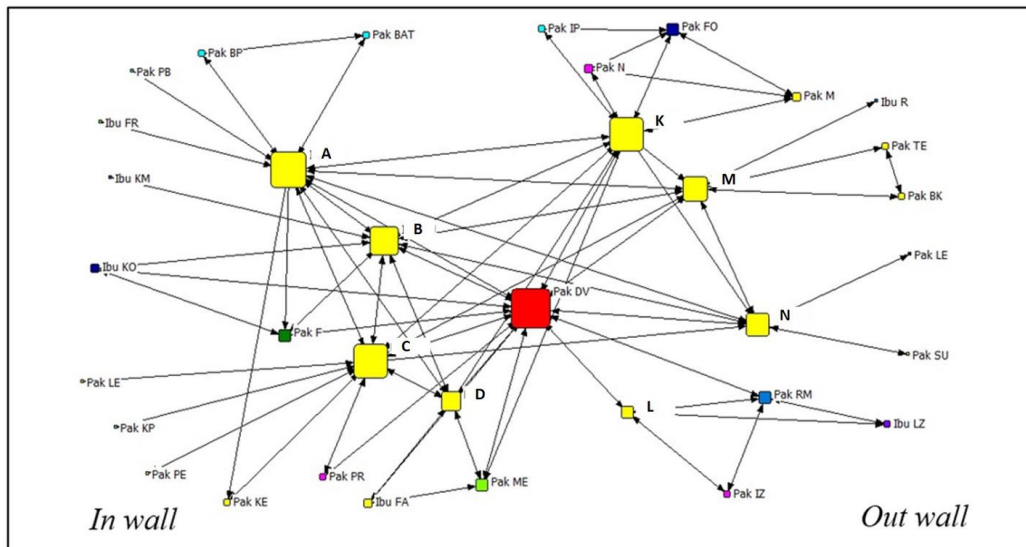 Pak IP
Pak FO
Pak BP
Pak BAT
Pak PB
Pak N
Pak M
Ibu R
Ibu FR
K
A
Pak TE
Ibu KM
M
Pak BK
B
Ibu KO
Pak LE
Pak DV
N
Pak F
C
Pak SU
Pak LE
D
L
Pak RM
Pak KP
Ibu LZ
Pak PE
Pak PR
Pak ME
Pak KE
Ibu FA
Pak IZ
In wall
Out wall